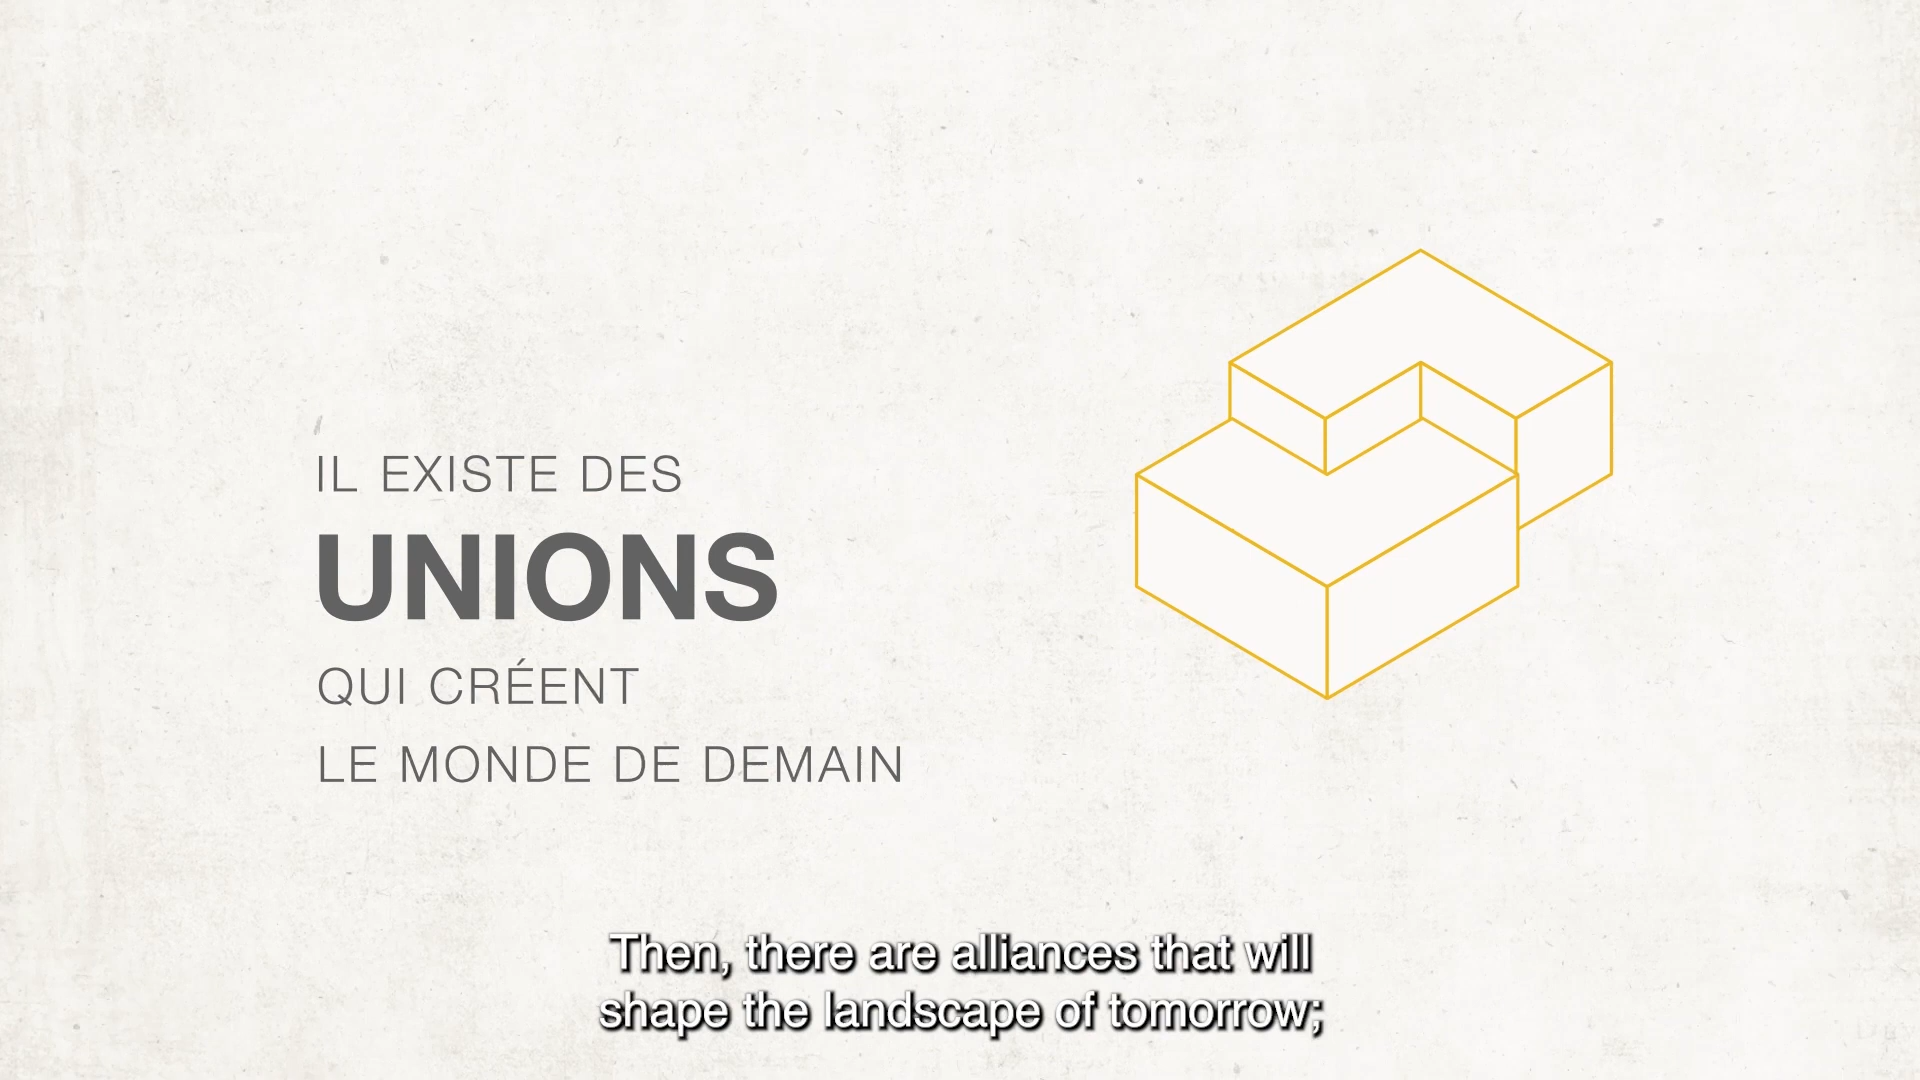 IL EXISTE DES
UNIONS
QUI CRÉENT
LE MONDE DE DEMAIN
Then, there are alliances that will
shape the landscape of tomorrow;